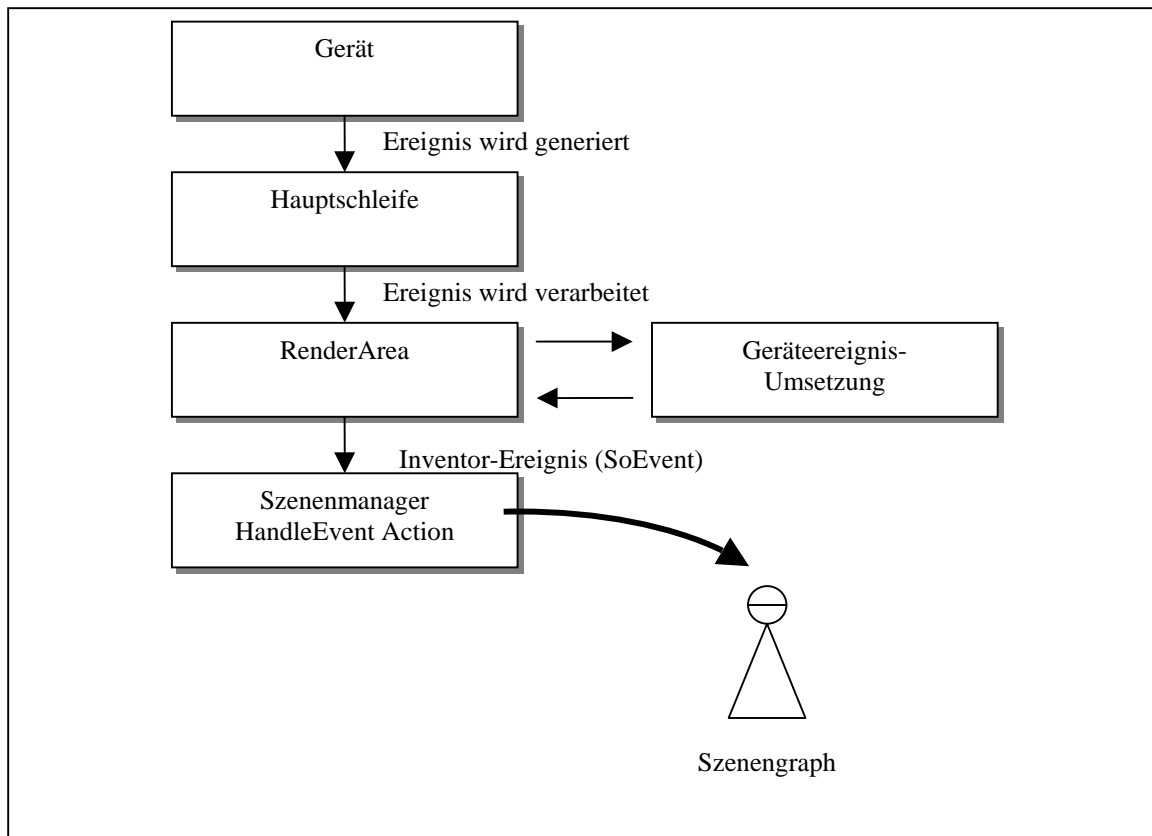 Gerät
Ereignis wird generiert
Hauptschleife
Ereignis wird verarbeitet
RenderArea
Geräteereignis-
Umsetzung
Inventor-Ereignis (SoEvent)
Szenenmanager
HandleEvent Action
Szenengraph